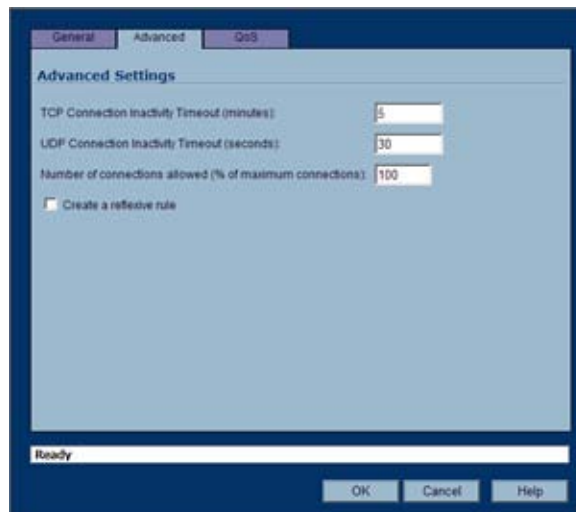 General Advanced QoS
Advanced Settings
TCP Connection Inactivity Timeout (minutes): 5
UDP Connection Inactivity Timeout (seconds): 30
Number of connections allowed (% of maximum connections): 100
Create a reflexive rule
Ready
OK Cancel Help